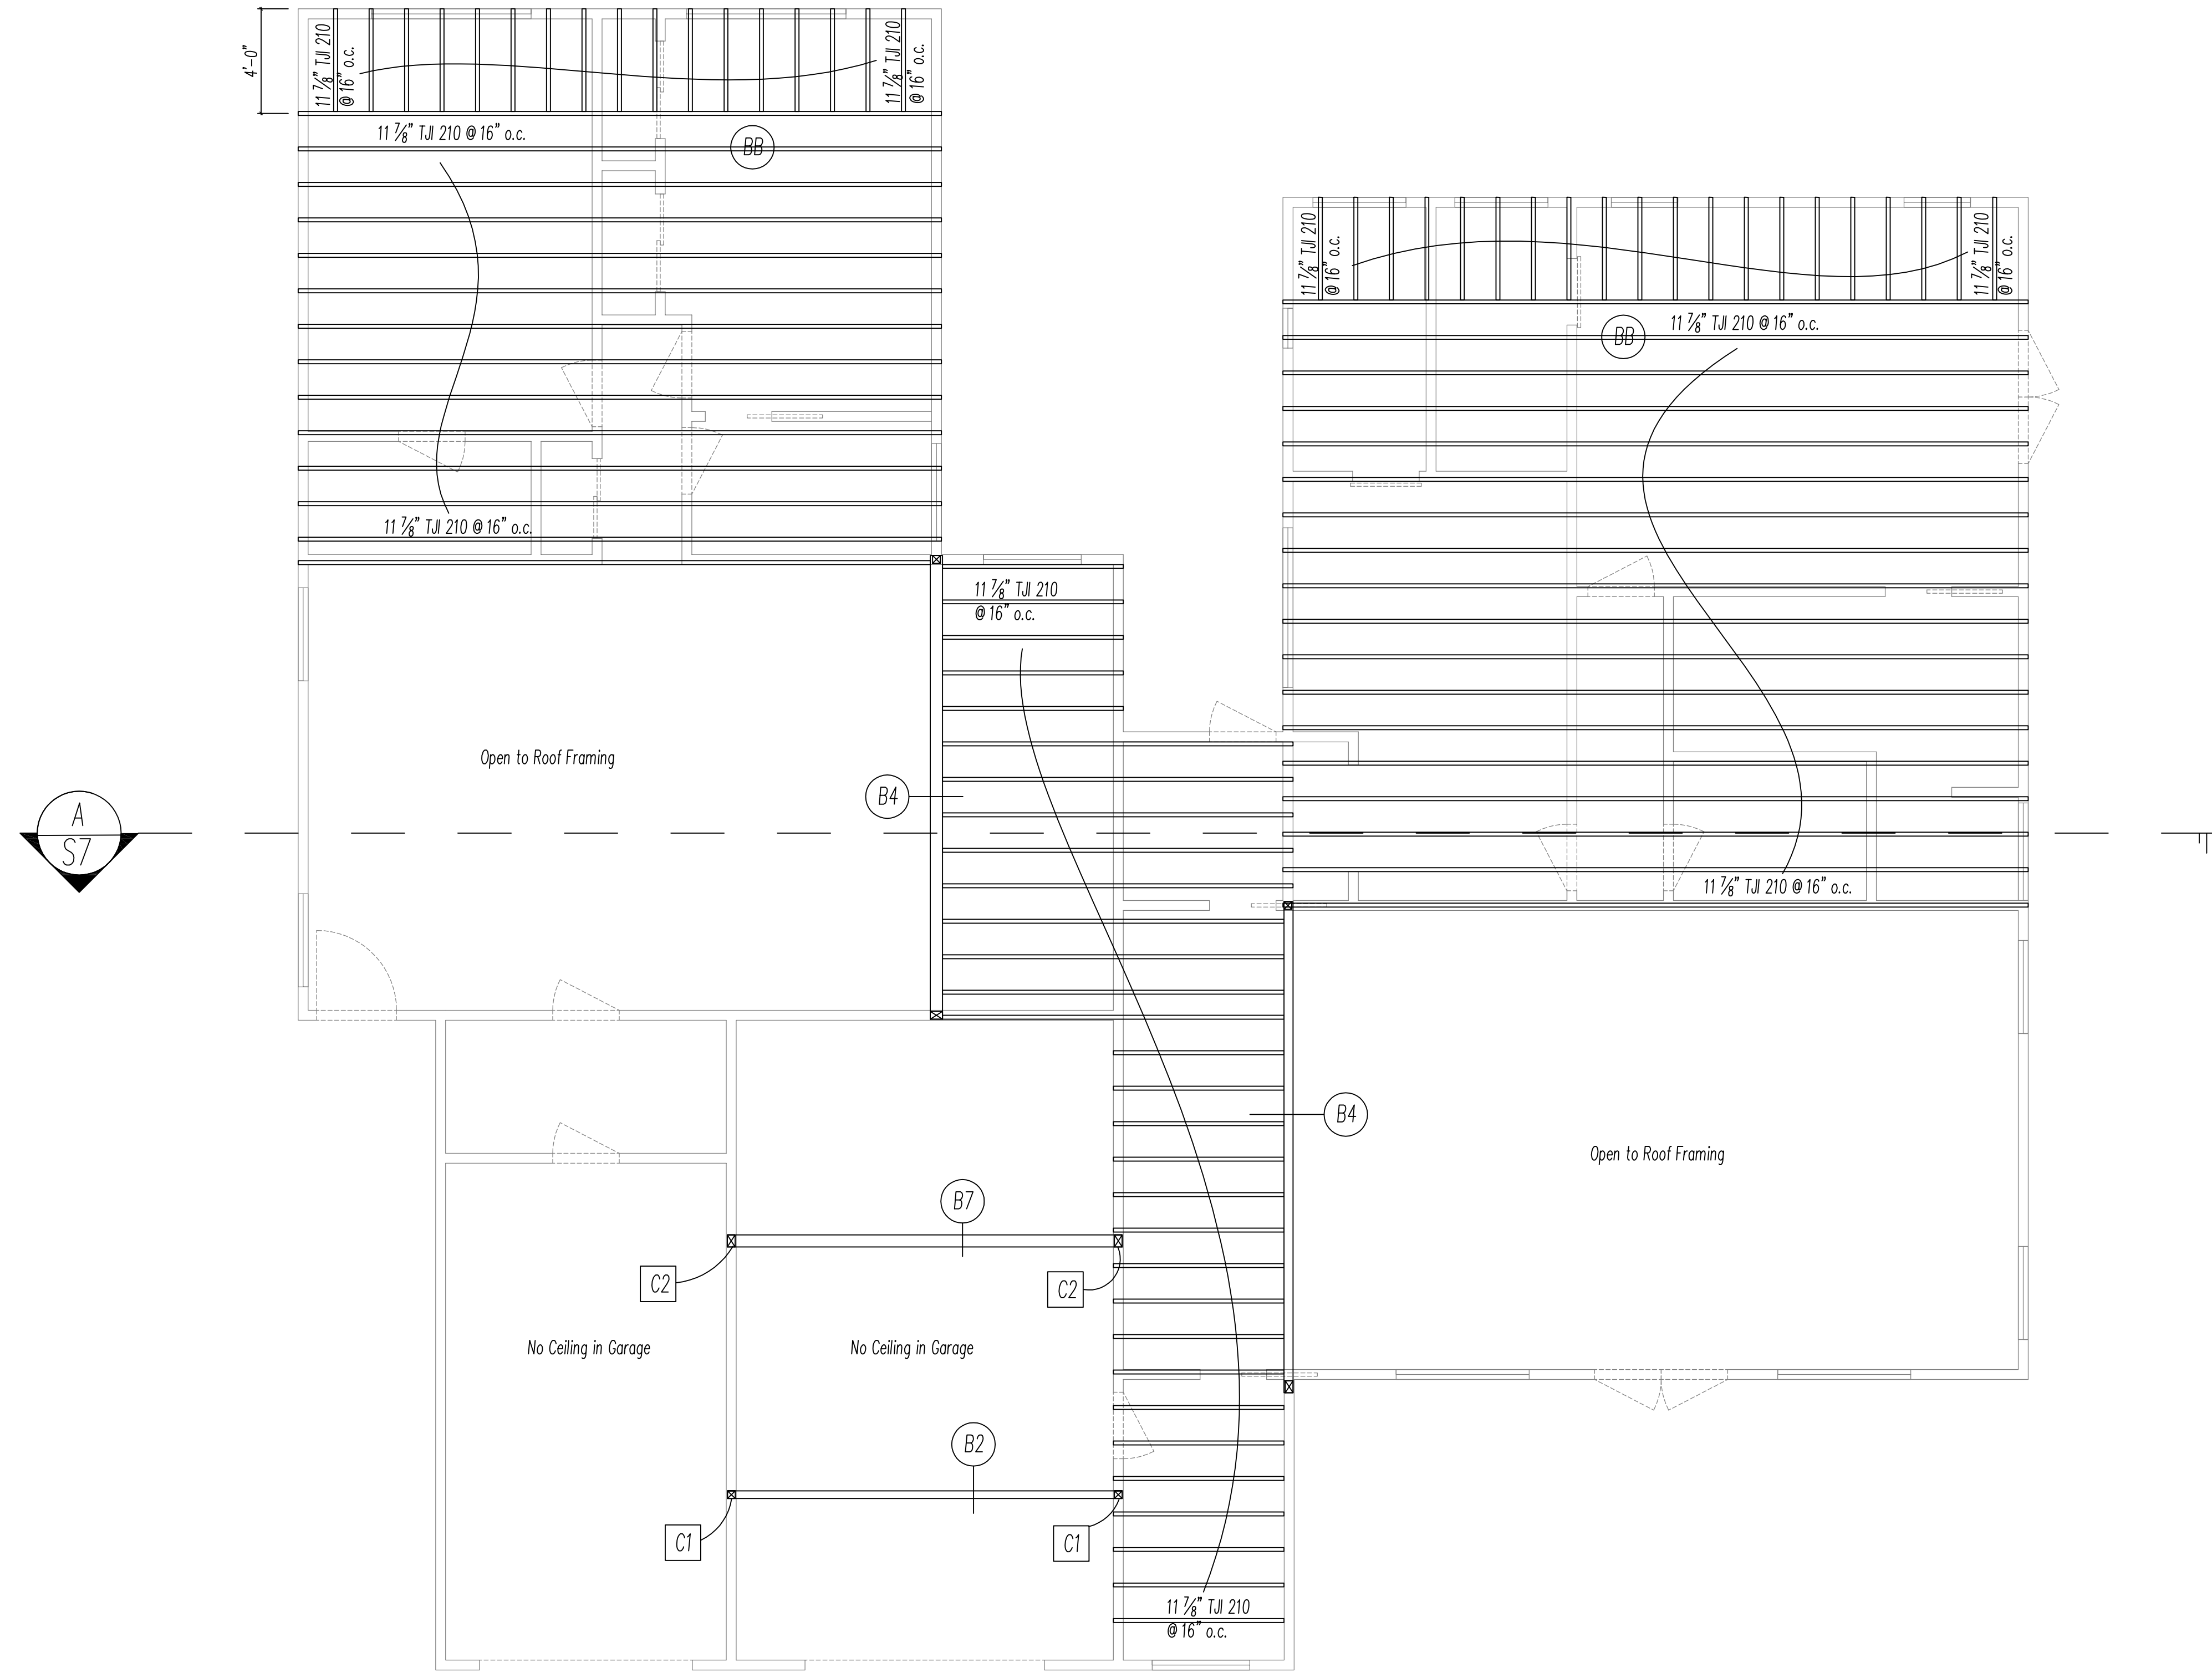 4'-0"
11 7/8" TJI 210
@ 16" o.c.
11 7/8" TJI 210
@ 16" o.c.
11 7/8" TJI 210 @ 16" o.c.
BB
11 7/8" TJI 210
@ 16" o.c.
11 7/8" TJI 210
@ 16" o.c.
BB
11 7/8" TJI 210 @ 16" o.c.
11 7/8" TJI 210 @ 16" o.c.
11 7/8" TJI 210
@ 16" o.c.
Open to Roof Framing
B4
A
S7
11 7/8" TJI 210 @ 16" o.c.
B4
Open to Roof Framing
B7
C2
C2
No Ceiling in Garage
No Ceiling in Garage
B2
C1
C1
11 7/8" TJI 210
@ 16" o.c.